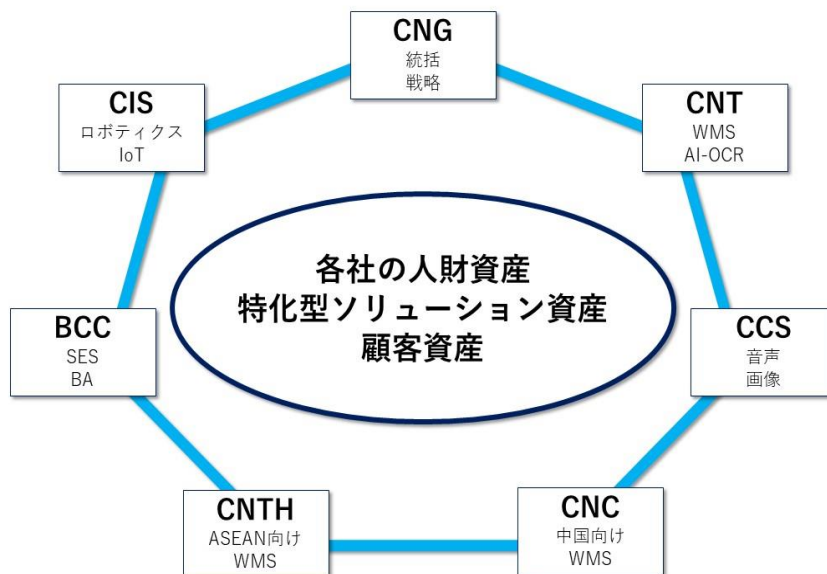 CNG
統括
戦略
CIS
ロボティクス
IoT
CNT
WMS
AI-OCR
各社の人財資産
特化型ソリューション資産
顧客資産
BCC
SES
BA
CCS
音声
画像
CNTH
ASEAN向け
WMS
CNC
中国向け
WMS